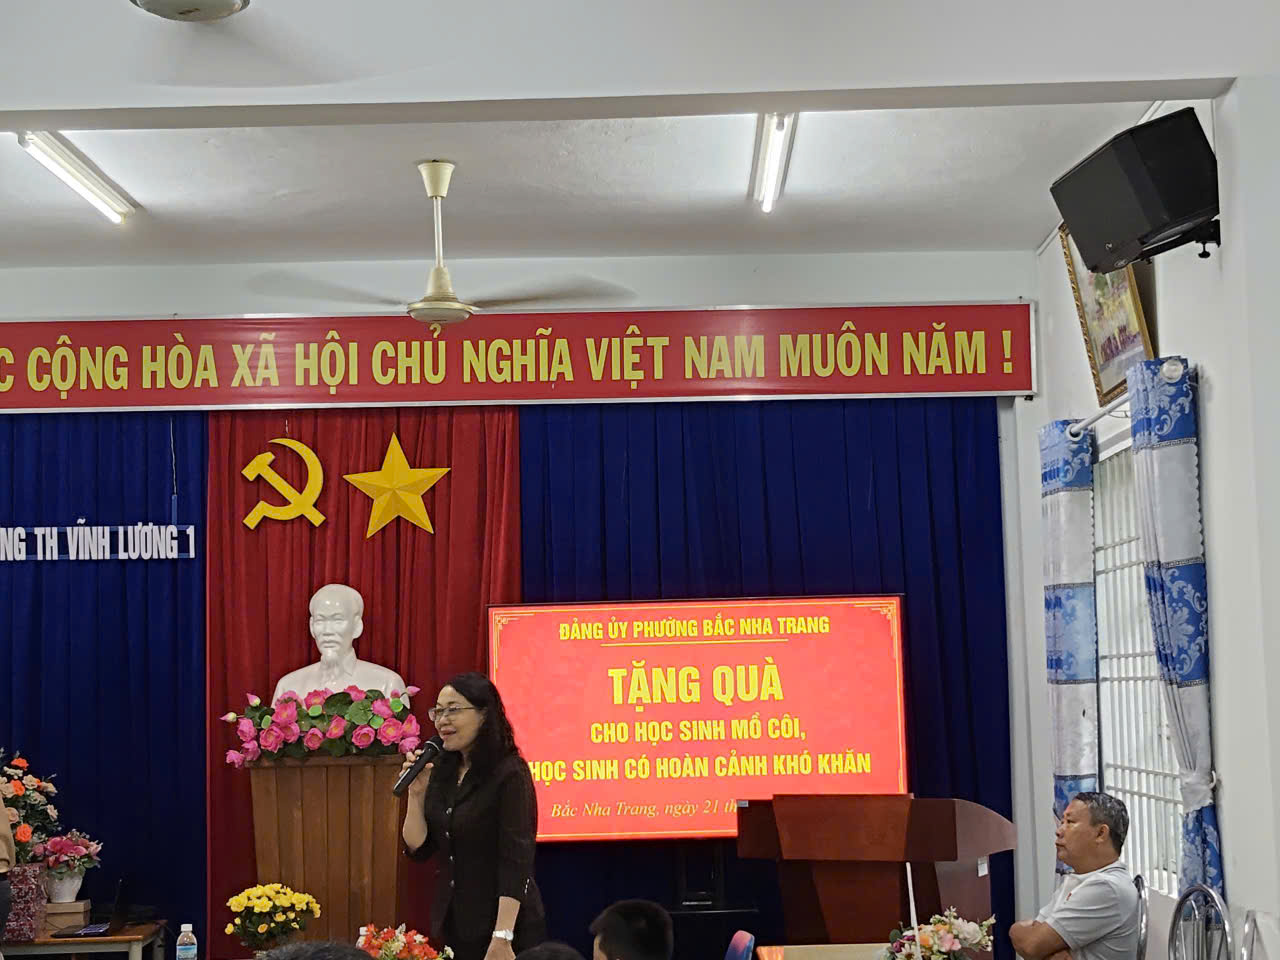 CỘNG HÒA XÃ HỘI CHỦ NGHĨA VIỆT NAM MUÔN NĂM !
TH VĨNH LƯƠNG 1
ĐẢNG ỦY PHƯỜNG BẮC NHA TRANG
TẶNG QUÀ
CHO HỌC SINH MỒ CÔI,
HỌC SINH CÓ HOÀN CẢNH KHÓ KHĂN
Bắc Nha Trang, ngày 21